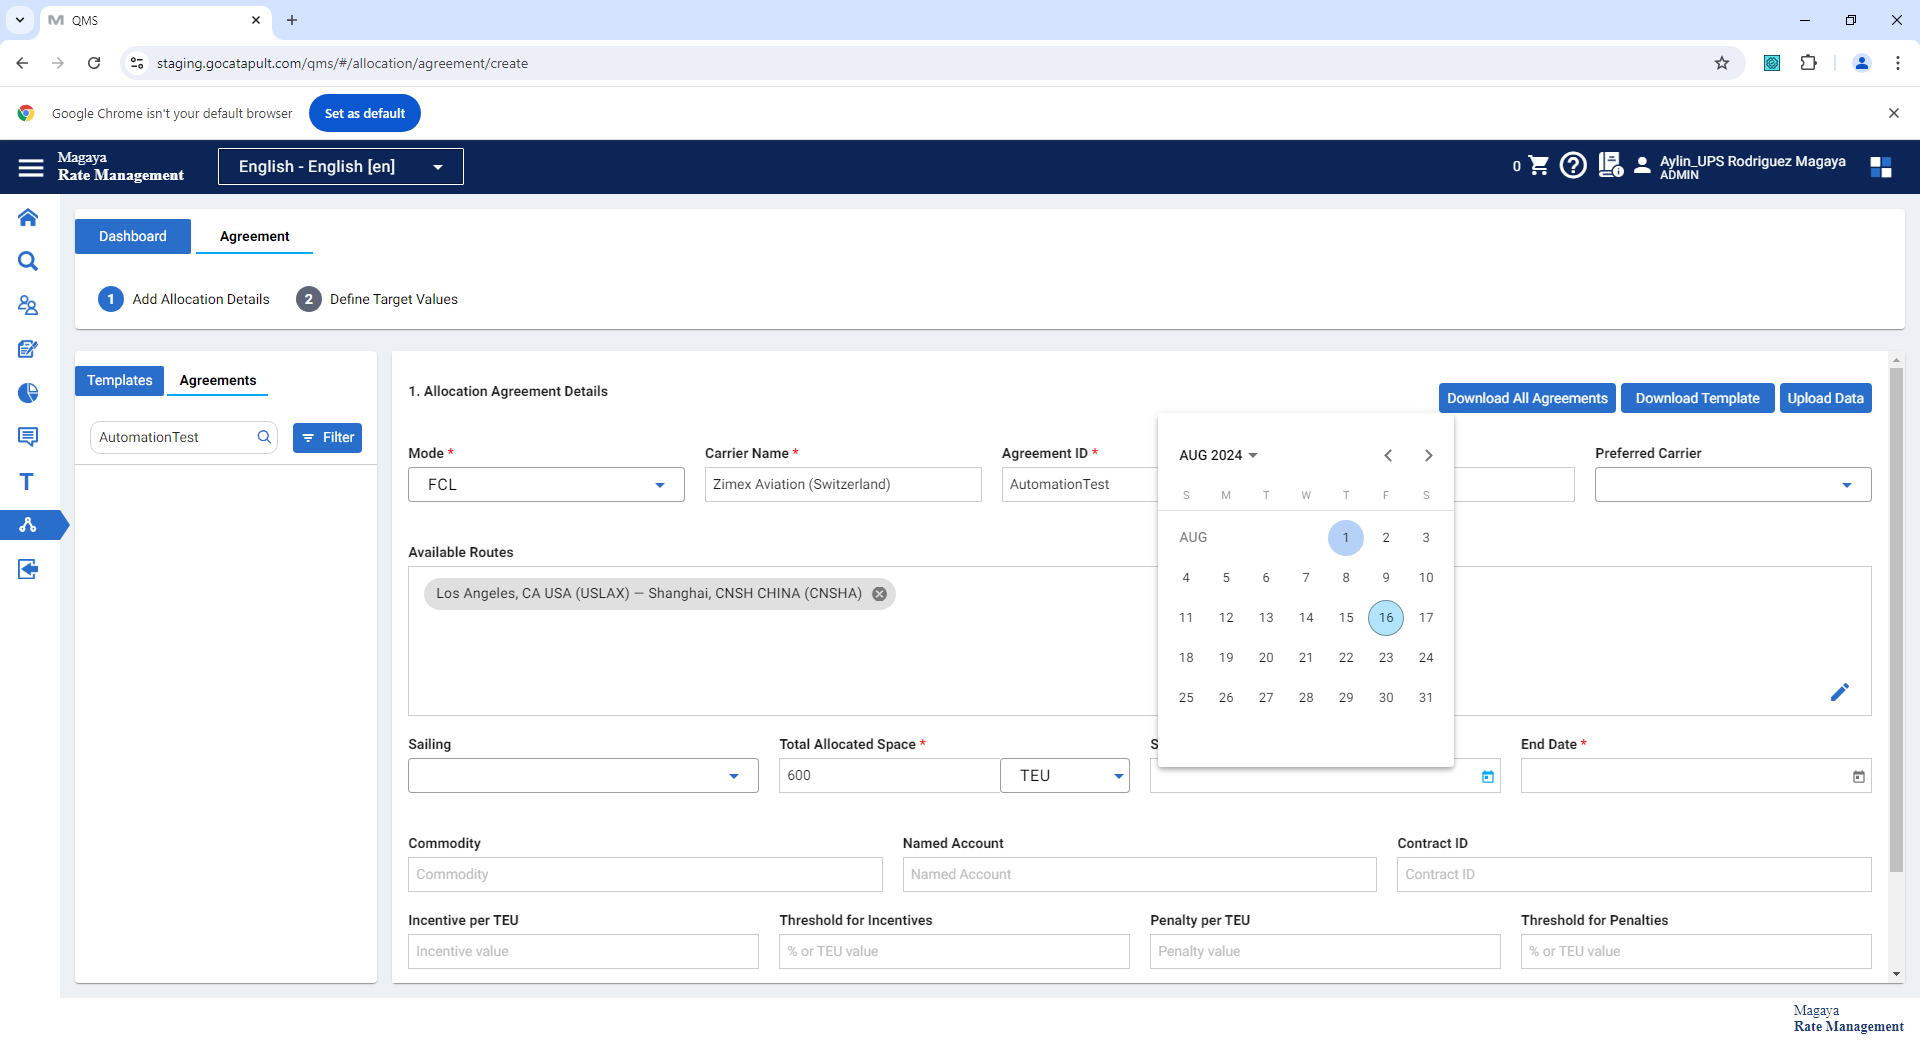 QMS
staging.gocatapult.com/qms/#/allocation/agreement/create
Google Chrome isn't your default browser
Set as default
Magaya
Rate Management
English - English [en]
0
Aylin_UPS Rodriguez Magaya
ADMIN
Dashboard
Agreement
1 Add Allocation Details
2 Define Target Values
Templates
Agreements
AutomationTest
Filter
1. Allocation Agreement Details
Download All Agreements
Download Template
Upload Data
Mode *
Carrier Name *
Agreement ID *
Preferred Carrier
FCL
Zimex Aviation (Switzerland)
AutomationTest
AUG 2024
S M T W T F S
AUG 1 2 3
4 5 6 7 8 9 10
11 12 13 14 15 16 17
18 19 20 21 22 23 24
25 26 27 28 29 30 31
Available Routes
Los Angeles, CA USA (USLAX) — Shanghai, CNSH CHINA (CNSHA)
Sailing
Total Allocated Space *
S
End Date *
600
TEU
Commodity
Named Account
Contract ID
Commodity
Named Account
Contract ID
Incentive per TEU
Threshold for Incentives
Penalty per TEU
Threshold for Penalties
Incentive value
% or TEU value
Penalty value
% or TEU value
Magaya
Rate Management